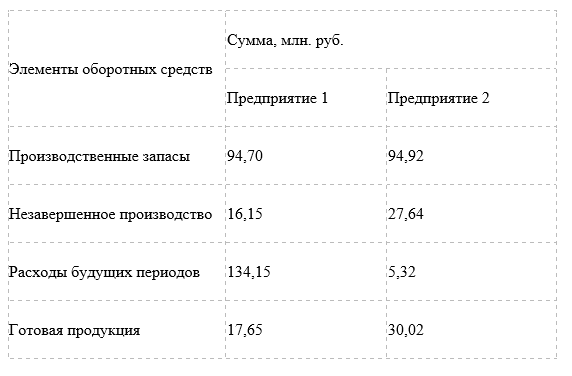 Элементы оборотных средств
Сумма, млн. руб.
Предприятие 1
Предприятие 2
Производственные запасы
94,70
94,92
Незавершенное производство
16,15
27,64
Расходы будущих периодов
134,15
5,32
Готовая продукция
17,65
30,02